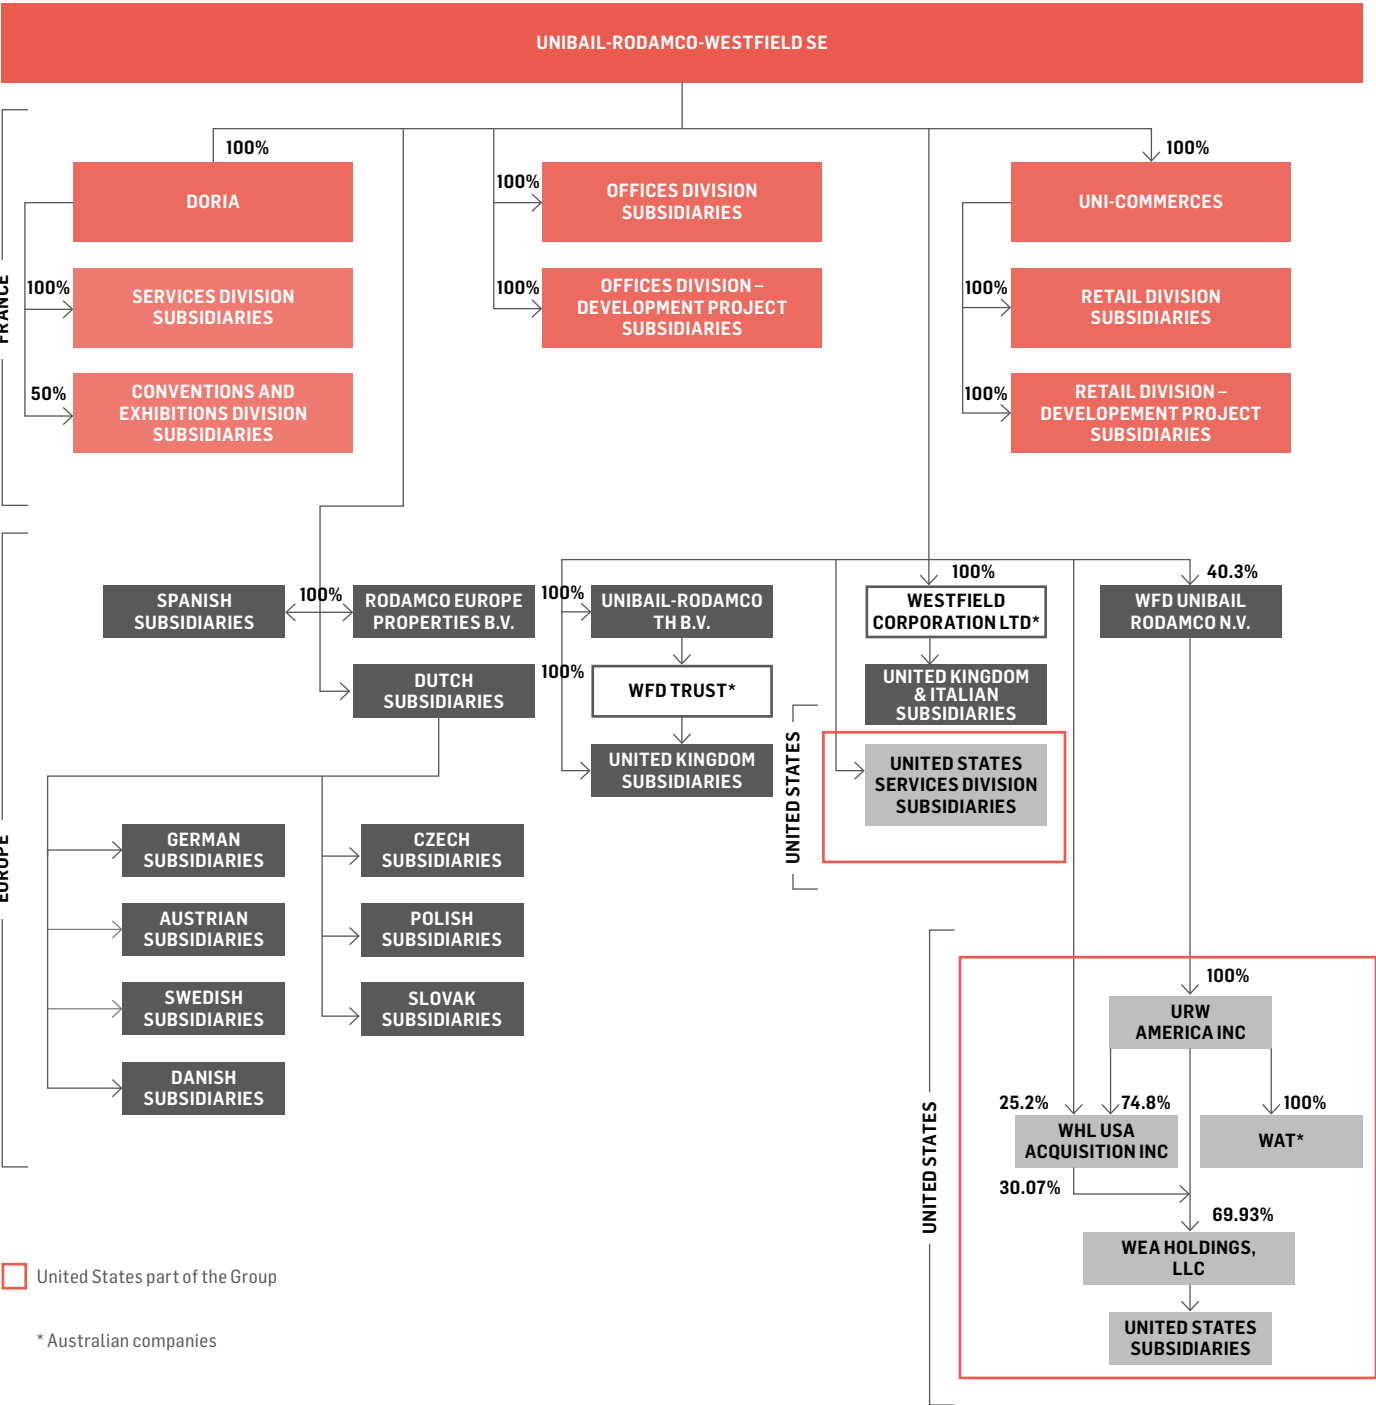 UNIBAIL-RODAMCO-WESTFIELD SE
FRANCE
100%
100%
DORIA
100%
OFFICES DIVISION
SUBSIDIARIES
UNI-COMMERCES
100%
SERVICES DIVISION
SUBSIDIARIES
100%
OFFICES DIVISION –
DEVELOPMENT PROJECT
SUBSIDIARIES
100%
RETAIL DIVISION
SUBSIDIARIES
50%
CONVENTIONS AND
EXHIBITIONS DIVISION
SUBSIDIARIES
100%
RETAIL DIVISION –
DEVELOPEMENT PROJECT
SUBSIDIARIES
EUROPE
SPANISH
SUBSIDIARIES
100%
RODAMCO EUROPE
PROPERTIES B.V.
100%
UNIBAIL-RODAMCO
TH B.V.
100%
WESTFIELD
CORPORATION LTD*
40.3%
WFD UNIBAIL
RODAMCO N.V.
DUTCH
SUBSIDIARIES
100%
WFD TRUST*
UNITED KINGDOM
& ITALIAN
SUBSIDIARIES
UNITED KINGDOM
SUBSIDIARIES
UNITED STATES
UNITED STATES
SERVICES DIVISION
SUBSIDIARIES
GERMAN
SUBSIDIARIES
CZECH
SUBSIDIARIES
AUSTRIAN
SUBSIDIARIES
POLISH
SUBSIDIARIES
SWEDISH
SUBSIDIARIES
SLOVAK
SUBSIDIARIES
DANISH
SUBSIDIARIES
UNITED STATES
100%
URW
AMERICA INC
25.2%
74.8%
100%
WHL USA
ACQUISITION INC
WAT*
30.07%
69.93%
WEA HOLDINGS,
LLC
UNITED STATES
SUBSIDIARIES
United States part of the Group
* Australian companies